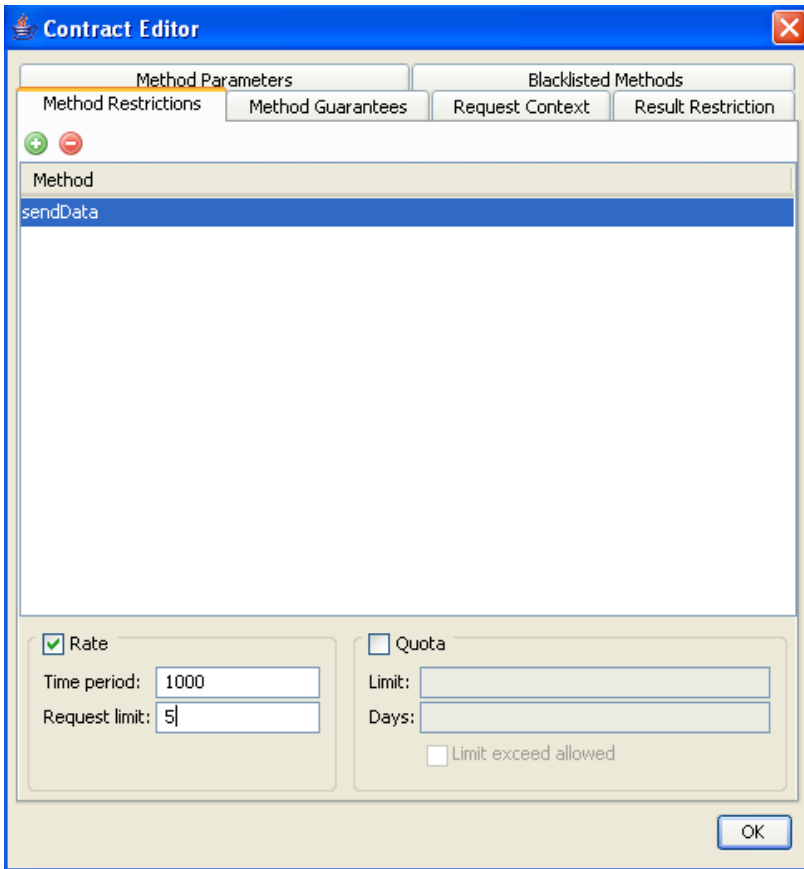 Contract Editor
Method Parameters Blacklisted Methods
Method Restrictions Method Guarantees Request Context Result Restriction
Method
sendData
Rate Quota
Time period: 1000 Limit:
Request limit: 5 Days:
Limit exceed allowed
OK